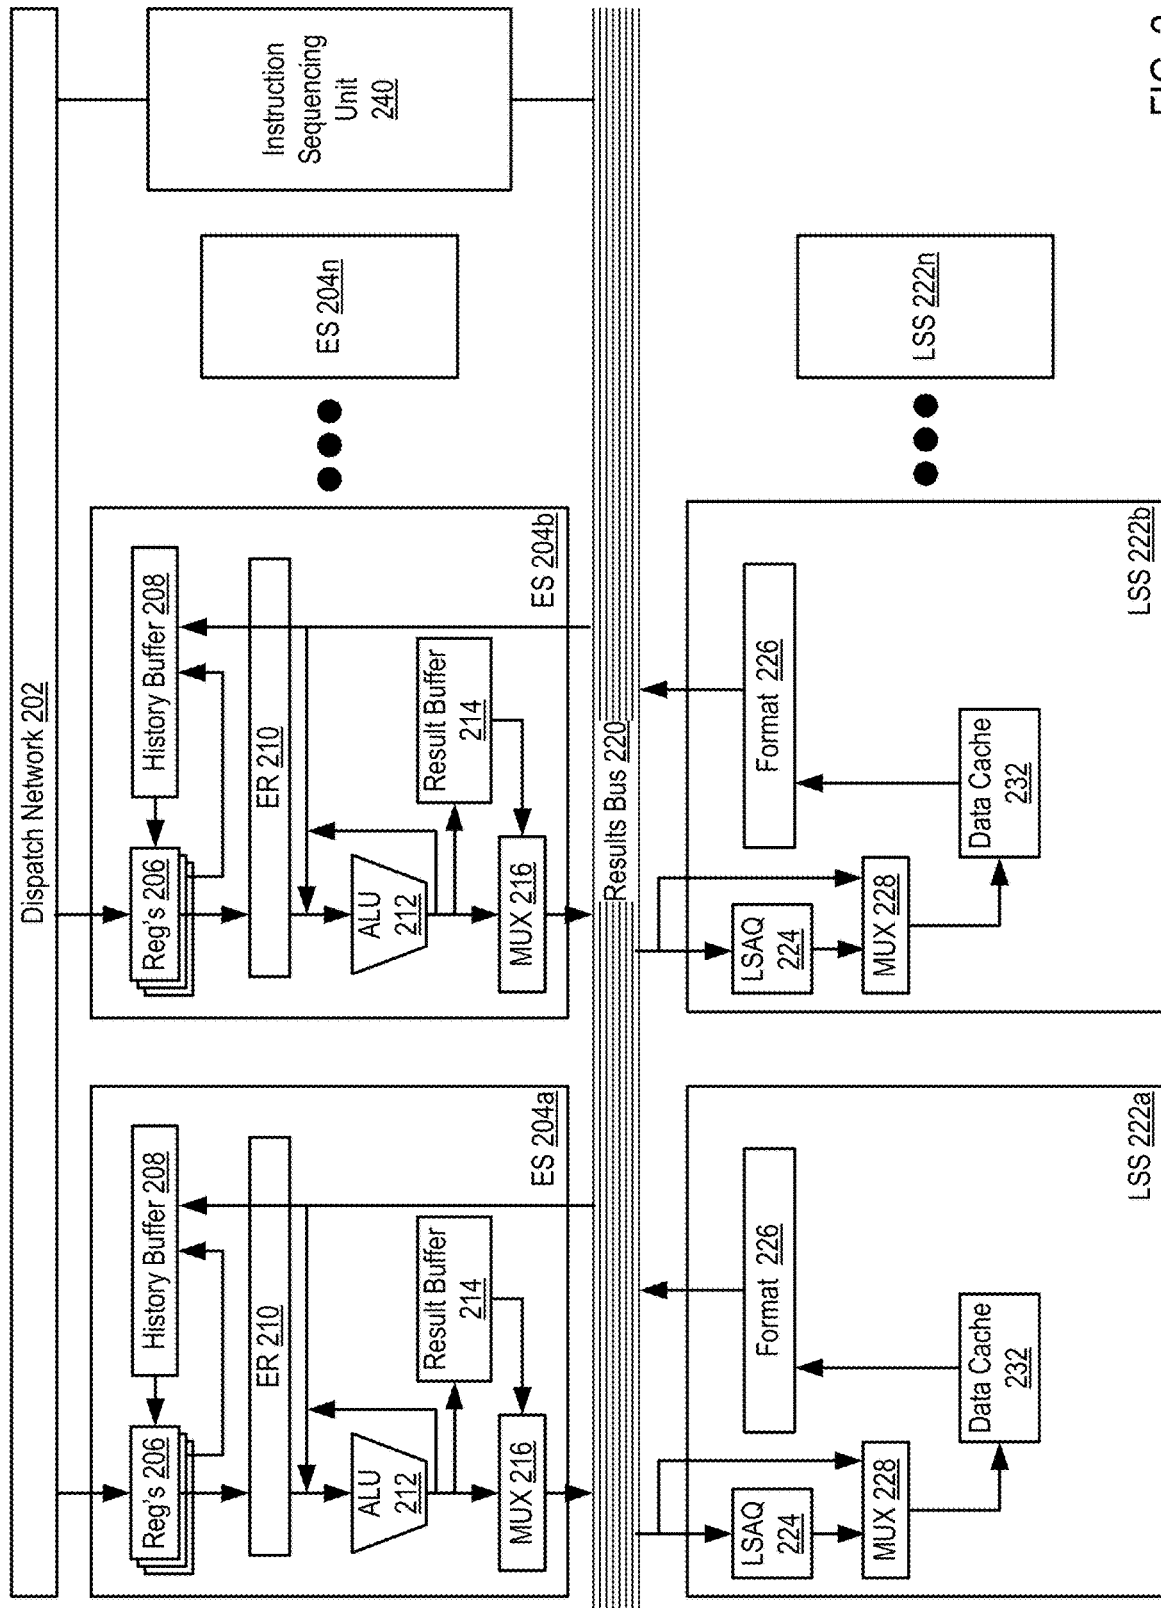 Dispatch Network 202
Reg's 206
History Buffer 208
ER 210
ALU
212
Result Buffer
214
MUX 216
ES 204a
Reg's 206
History Buffer 208
ER 210
ALU
212
Result Buffer
214
MUX 216
ES 204b
ES 204n
Instruction
Sequencing
Unit
240
Results Bus 220
LSAQ
224
MUX 228
Format 226
Data Cache
232
LSS 222a
LSAQ
224
MUX 228
Format 226
Data Cache
232
LSS 222b
LSS 222n
FIG.